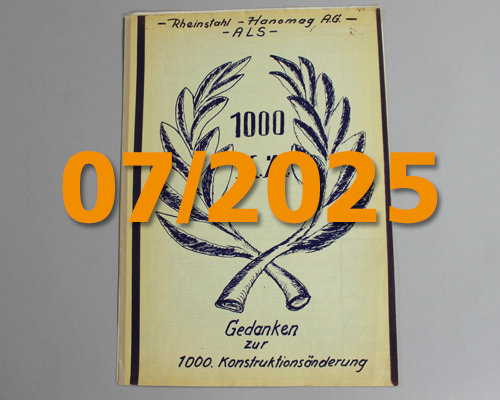 - Rheinstahl - Hanomag A.G. -
- ALS -
1000
07/2025
Gedanken
zur
1000. Konstruktionsänderung